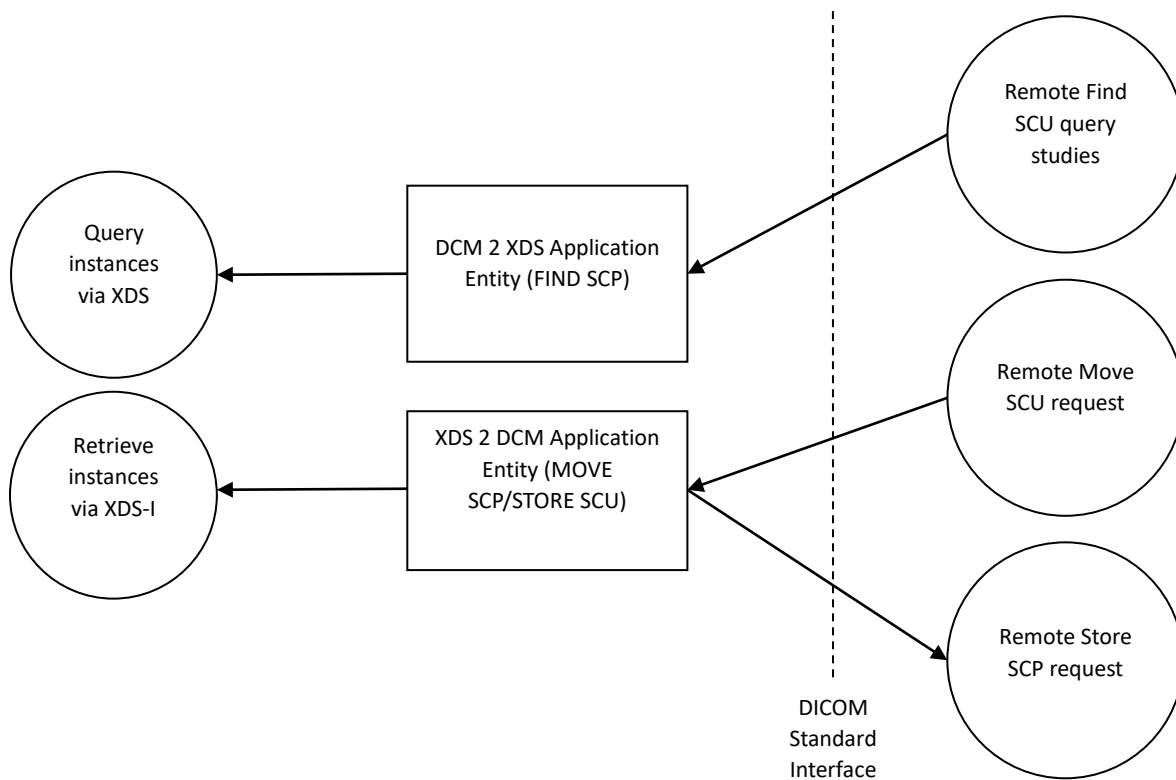 Remote Find
SCU query
studies
Query
instances
via XDS
DCM 2 XDS Application
Entity (FIND SCP)
Remote Move
SCU request
Retrieve
instances
via XDS-I
XDS 2 DCM Application
Entity (MOVE
SCP/STORE SCU)
Remote Store
SCP request
DICOM
Standard
Interface